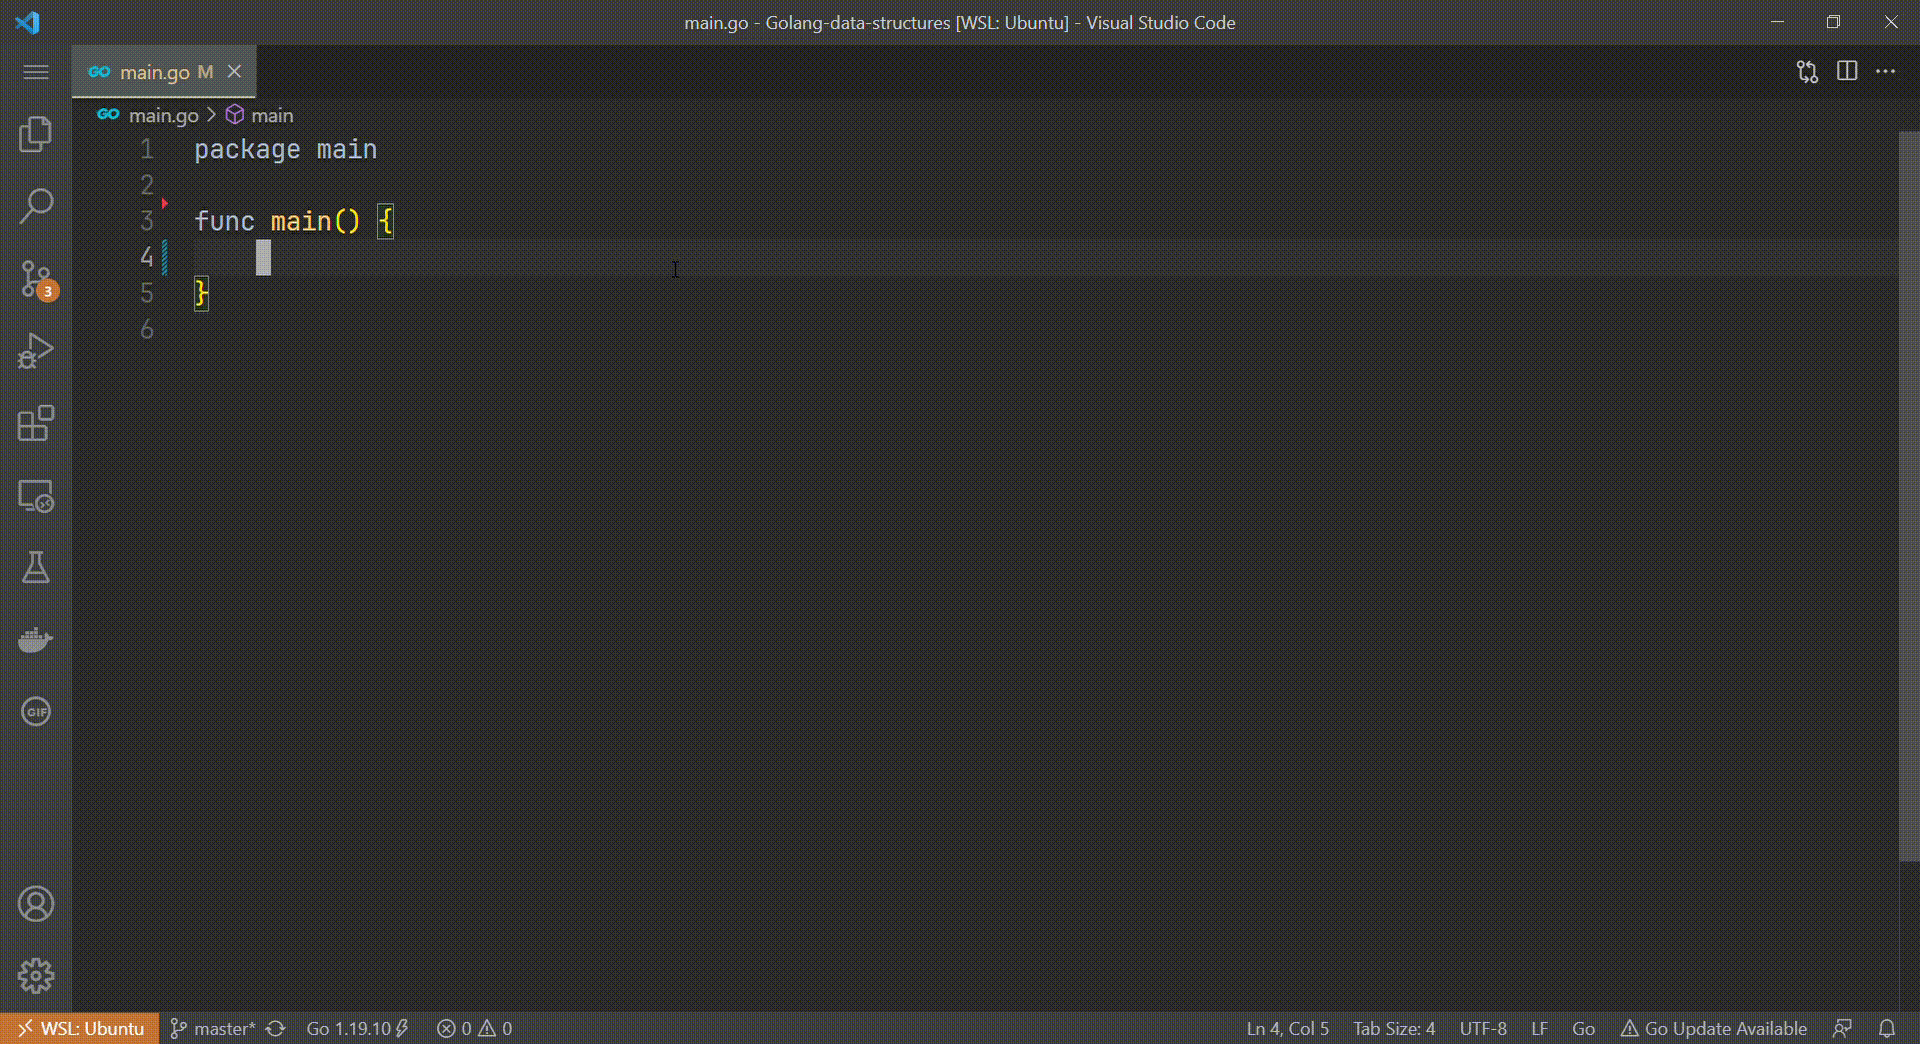 main.go - Golang-data-structures [WSL: Ubuntu] - Visual Studio Code
GO main.go M
GO main.go > main
1 package main
2
3 func main() {
4
5 }
6
3
GIF
WSL: Ubuntu master* Go 1.19.10 0 0 Ln 4, Col 5 Tab Size: 4 UTF-8 LF Go Go Update Available